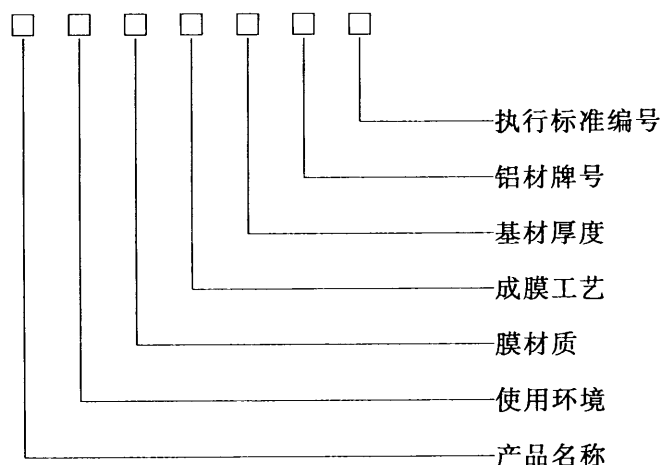 执行标准编号
铝材牌号
基材厚度
成膜工艺
膜材质
使用环境
产品名称